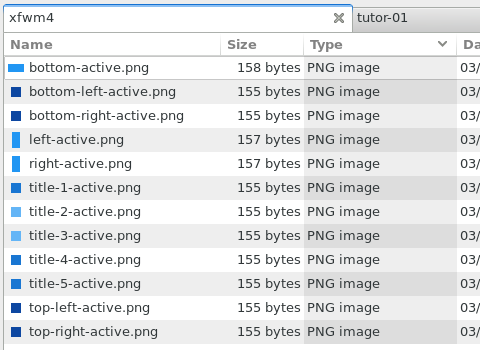 xfwm4 tutor-01
Name Size Type Da
bottom-active.png 158 bytes PNG image 03/
bottom-left-active.png 155 bytes PNG image 03/
bottom-right-active.png 155 bytes PNG image 03/
left-active.png 157 bytes PNG image 03/
right-active.png 157 bytes PNG image 03/
title-1-active.png 155 bytes PNG image 03/
title-2-active.png 155 bytes PNG image 03/
title-3-active.png 155 bytes PNG image 03/
title-4-active.png 155 bytes PNG image 03/
title-5-active.png 155 bytes PNG image 03/
top-left-active.png 155 bytes PNG image 03/
top-right-active.png 155 bytes PNG image 03/